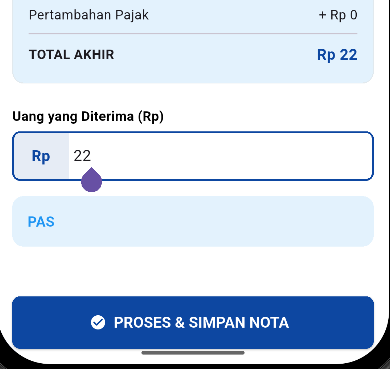 Pertambahan Pajak + Rp 0
TOTAL AKHIR Rp 22
Uang yang Diterima (Rp)
Rp 22
PAS
PROSES & SIMPAN NOTA